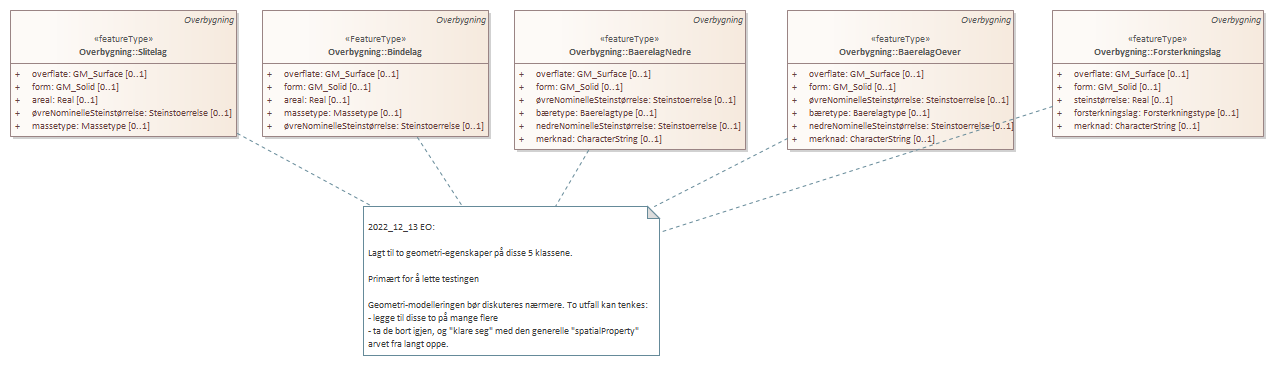 Overbygning
«featureType»
Overbygning::Slitelag
+ overflate: GM_Surface [0..1]
+ form: GM_Solid [0..1]
+ areal: Real [0..1]
+ øvreNominelleSteinstørrelse: Steinstoerrelse [0..1]
+ massetype: Massetype [0..1]
Overbygning
«FeatureType»
Overbygning::Bindelag
+ overflate: GM_Surface [0..1]
+ form: GM_Solid [0..1]
+ areal: Real [0..1]
+ massetype: Massetype [0..1]
+ øvreNominelleSteinstørrelse: Steinstoerrelse [0..1]
Overbygning
«featureType»
Overbygning::BaerelagNedre
+ overflate: GM_Surface [0..1]
+ form: GM_Solid [0..1]
+ øvreNominelleSteinstørrelse: Steinstoerrelse [0..1]
+ bæretype: Baerelagtype [0..1]
+ nedreNominelleSteinstørrelse: Steinstoerrelse [0..1]
+ merknad: CharacterString [0..1]
Overbygning
«featureType»
Overbygning::BaerelagOever
+ overflate: GM_Surface [0..1]
+ form: GM_Solid [0..1]
+ øvreNominelleSteinstørrelse: Steinstoerrelse [0..1]
+ bæretype: Baerelagtype [0..1]
+ nedreNominelleSteinstørrelse: Steinstoerrelse [0..1]
+ merknad: CharacterString [0..1]
Overbygning
«featureType»
Overbygning::Forsterkningslag
+ overflate: GM_Surface [0..1]
+ form: GM_Solid [0..1]
+ steinstørrelse: Real [0..1]
+ forsterkningslag: Forsterkningstype [0..1]
+ merknad: CharacterString [0..1]
2022_12_13 EO:
Lagt til to geometri-egenskaper på disse 5 klassene.
Primært for å lette testingen
Geometri-modelleringen bør diskuteres nærmere. To utfall kan tenkes:
- legge til disse to på mange flere
- ta de bort igjen, og "klare seg" med den generelle "spatialProperty"
arvet fra langt oppe.